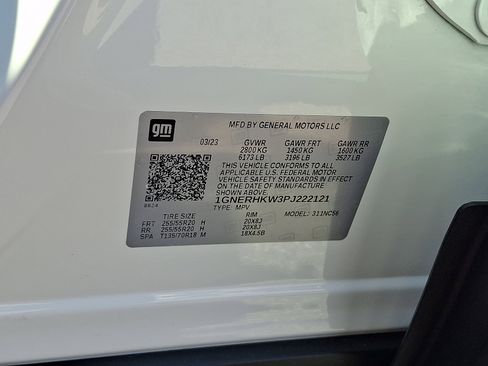 gm
MFD BY GENERAL MOTORS LLC
03/23 GVWR GAWR FRT GAWR RR
2800 KG 1450 KG 1600 KG
6173 LB 3196 LB 3527 LB
THIS VEHICLE CONFORMS TO ALL
APPLICABLE U.S. FEDERAL MOTOR
VEHICLE SAFETY STANDARDS IN EFFECT
ON THE DATE OF MANUFACTURE
SHOWN ABOVE.
1GNERHKW3PJ222121
TYPE: MPV MODEL: 311NC56
TIRE SIZE RIM
FRT 255/55R20 H 20X8J
RR 255/55R20 H 20X8J
SPA T135/70R18 M 18X4.5B